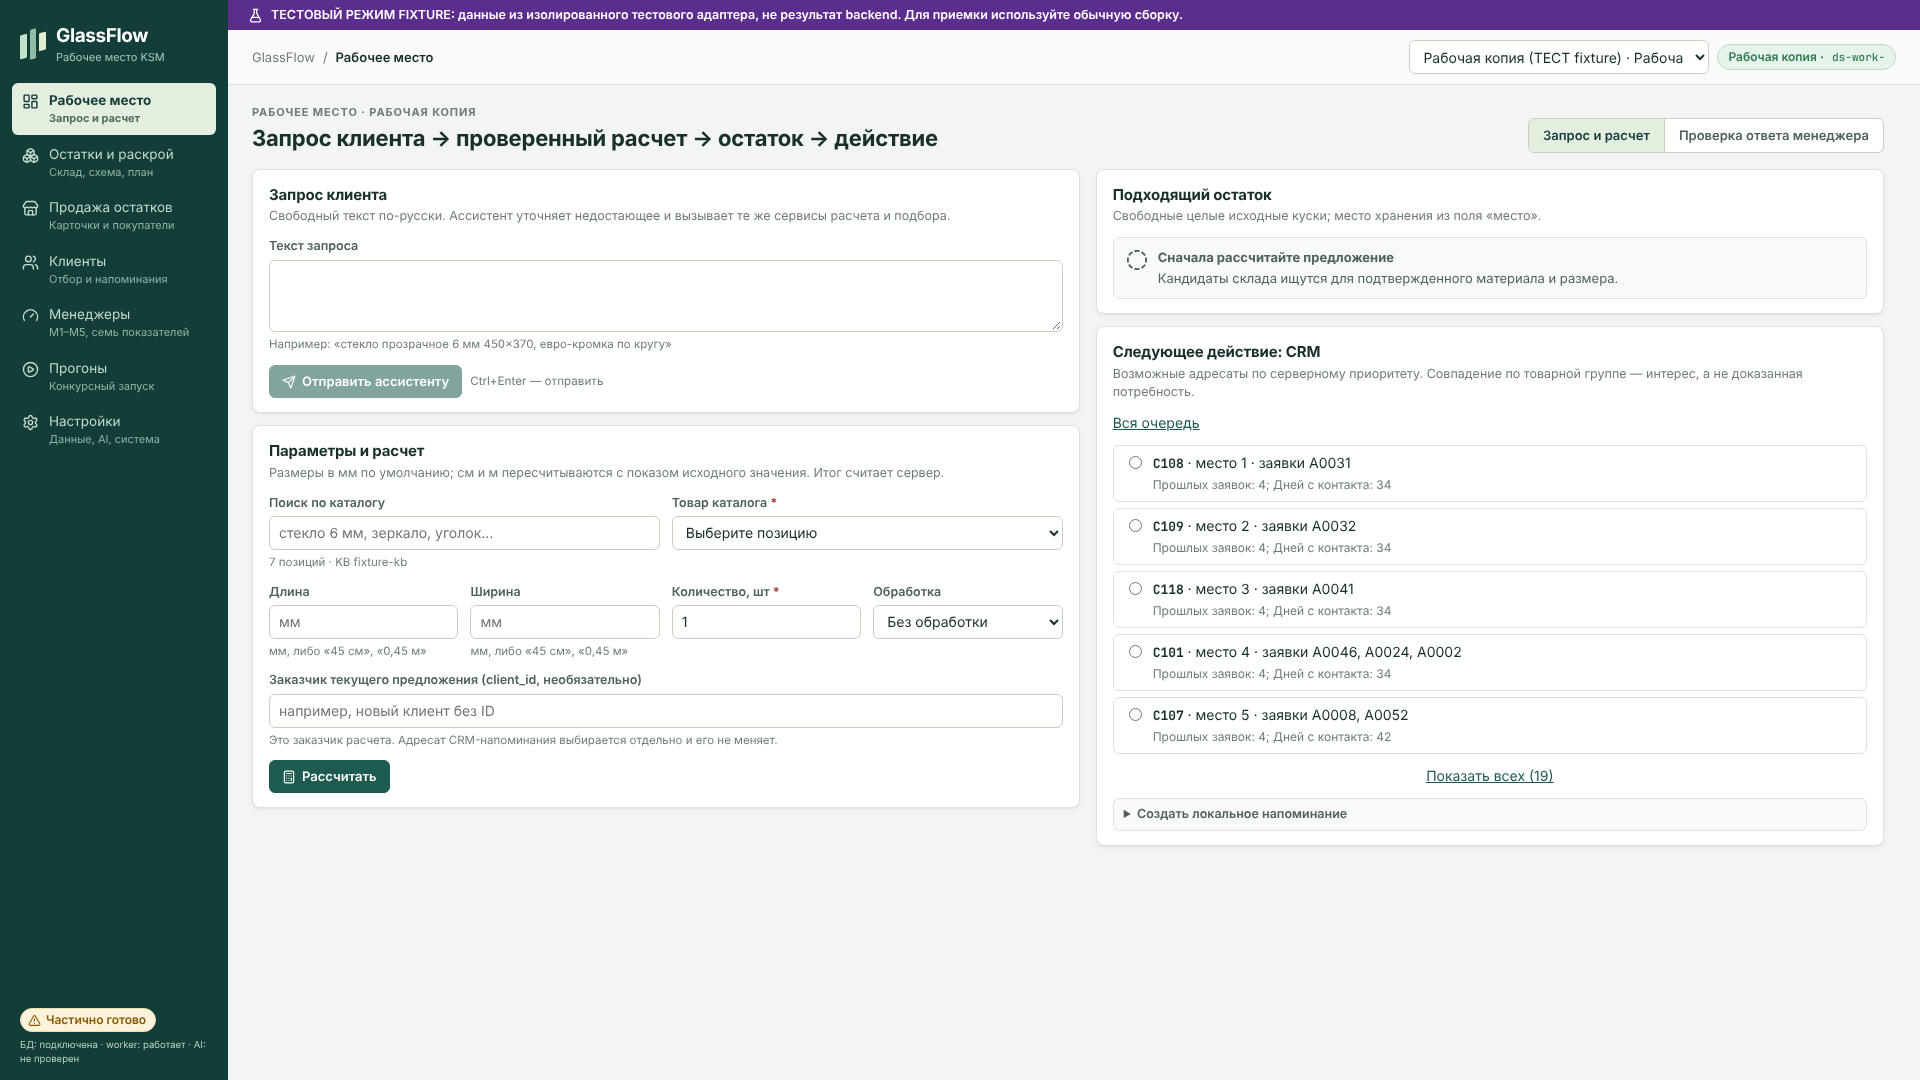 ТЕСТОВЫЙ РЕЖИМ FIXTURE: данные из изолированного тестового адаптера, не результат backend. Для приемки используйте обычную сборку.
GlassFlow
Рабочее место KSM
Рабочее место
Запрос и расчет
Остатки и раскрой
Склад, схема, план
Продажа остатков
Карточки и покупатели
Клиенты
Отбор и напоминания
Менеджеры
M1–M5, семь показателей
Прогоны
Конкурсный запуск
Настройки
Данные, AI, система
Частично готово
БД: подключена · worker: работает · AI:
не проверен
GlassFlow / Рабочее место
Рабочая копия (ТЕСТ fixture) · Рабоча
Рабочая копия · ds-work-
РАБОЧЕЕ МЕСТО · РАБОЧАЯ КОПИЯ
Запрос клиента → проверенный расчет → остаток → действие
Запрос и расчет
Проверка ответа менеджера
Запрос клиента
Свободный текст по-русски. Ассистент уточняет недостающее и вызывает те же сервисы расчета и подбора.
Текст запроса
Например: «стекло прозрачное 6 мм 450×370, евро-кромка по кругу»
Отправить ассистенту
Ctrl+Enter — отправить
Параметры и расчет
Размеры в мм по умолчанию; см и м пересчитываются с показом исходного значения. Итог считает сервер.
Поиск по каталогу
стекло 6 мм, зеркало, уголок...
7 позиций · KB fixture-kb
Товар каталога *
Выберите позицию
Длина
мм
мм, либо «45 см», «0,45 м»
Ширина
мм
мм, либо «45 см», «0,45 м»
Количество, шт *
1
Обработка
Без обработки
Заказчик текущего предложения (client_id, необязательно)
например, новый клиент без ID
Это заказчик расчета. Адресат CRM-напоминания выбирается отдельно и его не меняет.
Рассчитать
Подходящий остаток
Свободные целые исходные куски; место хранения из поля «место».
Сначала рассчитайте предложение
Кандидаты склада ищутся для подтвержденного материала и размера.
Следующее действие: CRM
Возможные адресаты по серверному приоритету. Совпадение по товарной группе — интерес, а не доказанная
потребность.
Вся очередь
C108 · место 1 · заявки A0031
Прошлых заявок: 4; Дней с контакта: 34
C109 · место 2 · заявки A0032
Прошлых заявок: 4; Дней с контакта: 34
C118 · место 3 · заявки A0041
Прошлых заявок: 4; Дней с контакта: 34
C101 · место 4 · заявки A0046, A0024, A0002
Прошлых заявок: 4; Дней с контакта: 34
C107 · место 5 · заявки A0008, A0052
Прошлых заявок: 4; Дней с контакта: 42
Показать всех (19)
Создать локальное напоминание